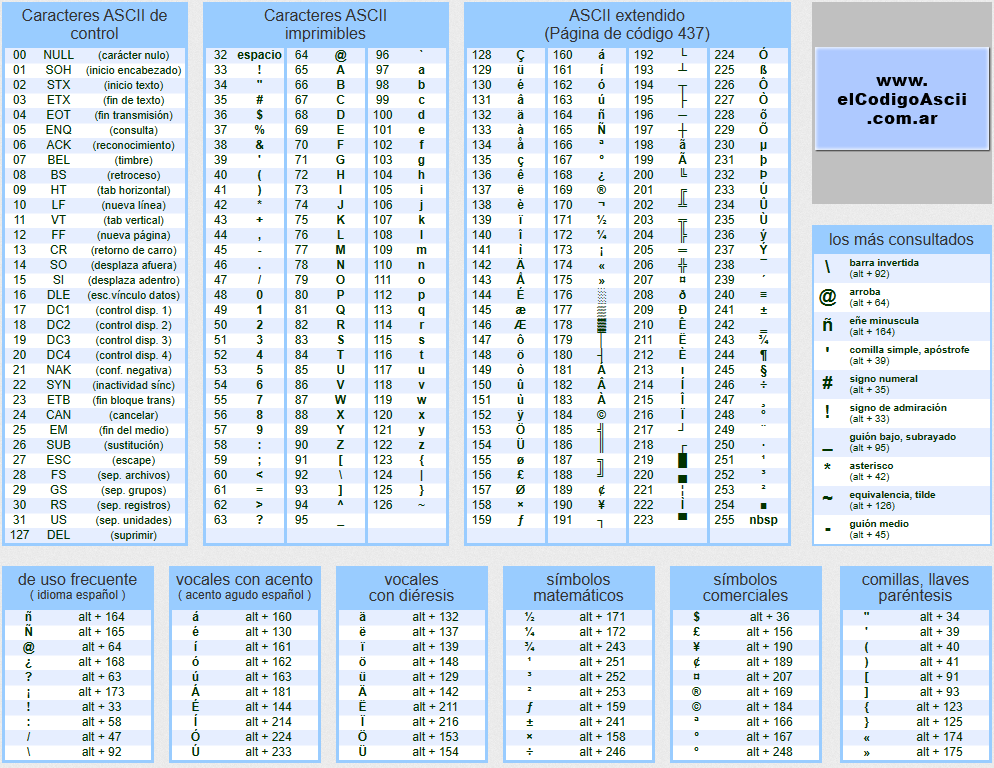 Caracteres ASCII de
control
00 NULL (carácter nulo)
01 SOH (inicio encabezado)
02 STX (inicio texto)
03 ETX (fin de texto)
04 EOT (fin transmisión)
05 ENQ (consulta)
06 ACK (reconocimiento)
07 BEL (timbre)
08 BS (retroceso)
09 HT (tab horizontal)
10 LF (nueva línea)
11 VT (tab vertical)
12 FF (nueva página)
13 CR (retorno de carro)
14 SO (desplaza afuera)
15 SI (desplaza adentro)
16 DLE (esc.vínculo datos)
17 DC1 (control disp. 1)
18 DC2 (control disp. 2)
19 DC3 (control disp. 3)
20 DC4 (control disp. 4)
21 NAK (conf. negativa)
22 SYN (inactividad sínc)
23 ETB (fin bloque trans)
24 CAN (cancelar)
25 EM (fin del medio)
26 SUB (sustitución)
27 ESC (escape)
28 FS (sep. archivos)
29 GS (sep. grupos)
30 RS (sep. registros)
31 US (sep. unidades)
127 DEL (suprimir)
Caracteres ASCII
imprimibles
32 espacio 64 @ 96 `
33 ! 65 A 97 a
34 " 66 B 98 b
35 # 67 C 99 c
36 $ 68 D 100 d
37 % 69 E 101 e
38 & 70 F 102 f
39 ' 71 G 103 g
40 ( 72 H 104 h
41 ) 73 I 105 i
42 * 74 J 106 j
43 + 75 K 107 k
44 , 76 L 108 l
45 - 77 M 109 m
46 . 78 N 110 n
47 / 79 O 111 o
48 0 80 P 112 p
49 1 81 Q 113 q
50 2 82 R 114 r
51 3 83 S 115 s
52 4 84 T 116 t
53 5 85 U 117 u
54 6 86 V 118 v
55 7 87 W 119 w
56 8 88 X 120 x
57 9 89 Y 121 y
58 : 90 Z 122 z
59 ; 91 [ 123 {
60 < 92 \ 124 |
61 = 93 ] 125 }
62 > 94 ^ 126 ~
63 ? 95 _
ASCII extendido
(Página de código 437)
128 Ç 160 á 192 └ 224 Ó
129 ü 161 í 193 ┴ 225 ß
130 é 162 ó 194 ┬ 226 Ô
131 â 163 ú 195 ├ 227 Ò
132 ä 164 ñ 196 ─ 228 õ
133 à 165 Ñ 197 ┼ 229 Õ
134 å 166 ª 198 ã 230 µ
135 ç 167 º 199 Ã 231 þ
136 ê 168 ¿ 200 ╚ 232 Þ
137 ë 169 ® 201 ╔ 233 Ú
138 è 170 ¬ 202 ╩ 234 Û
139 ï 171 ½ 203 ╦ 235 Ù
140 î 172 ¼ 204 ╠ 236 ý
141 ì 173 ¡ 205 ═ 237 Ý
142 Ä 174 « 206 ╬ 238 ¯
143 Å 175 » 207 ¤ 239 ´
144 É 176 ░ 208 ð 240 ≡
145 æ 177 ▒ 209 Ð 241 ±
146 Æ 178 ▓ 210 Ê 242 ‗
147 ô 179 │ 211 Ë 243 ¾
148 ö 180 ┤ 212 È 244 ¶
149 ò 181 Á 213 ı 245 §
150 û 182 Â 214 Í 246 ÷
151 ù 183 À 215 Î 247 ¸
152 ÿ 184 © 216 Ï 248 °
153 Ö 185 ╣ 217 ┘ 249 ¨
154 Ü 186 ║ 218 ┌ 250 ·
155 ø 187 ╗ 219 █ 251 ¹
156 £ 188 ╝ 220 ▄ 252 ³
157 Ø 189 ¢ 221 ¦ 253 ²
158 × 190 ¥ 222 Ì 254 ■
159 ƒ 191 ┐ 223 ▀ 255 nbsp
www.
elCodigoAscii
.com.ar
los más consultados
\ barra invertida
(alt + 92)
@ arroba
(alt + 64)
ñ eñe minuscula
(alt + 164)
' comilla simple, apóstrofe
(alt + 39)
# signo numeral
(alt + 35)
! signo de admiración
(alt + 33)
_ guión bajo, subrayado
(alt + 95)
* asterisco
(alt + 42)
~ equivalencia, tilde
(alt + 126)
- guión medio
(alt + 45)
de uso frecuente
( idioma español )
ñ alt + 164
Ñ alt + 165
@ alt + 64
¿ alt + 168
? alt + 63
¡ alt + 173
! alt + 33
: alt + 58
/ alt + 47
\ alt + 92
vocales con acento
( acento agudo español )
á alt + 160
é alt + 130
í alt + 161
ó alt + 162
ú alt + 163
Á alt + 181
É alt + 144
Í alt + 214
Ó alt + 224
Ú alt + 233
vocales
con diéresis
ä alt + 132
ë alt + 137
ï alt + 139
ö alt + 148
ü alt + 129
Ä alt + 142
Ë alt + 211
Ï alt + 216
Ö alt + 153
Ü alt + 154
símbolos
matemáticos
½ alt + 171
¼ alt + 172
¾ alt + 243
¹ alt + 251
³ alt + 252
² alt + 253
ƒ alt + 159
± alt + 241
× alt + 158
÷ alt + 246
símbolos
comerciales
$ alt + 36
£ alt + 156
¥ alt + 190
¢ alt + 189
¤ alt + 207
® alt + 169
© alt + 184
ª alt + 166
º alt + 167
° alt + 248
comillas, llaves
paréntesis
" alt + 34
' alt + 39
( alt + 40
) alt + 41
[ alt + 91
] alt + 93
{ alt + 123
} alt + 125
« alt + 174
» alt + 175